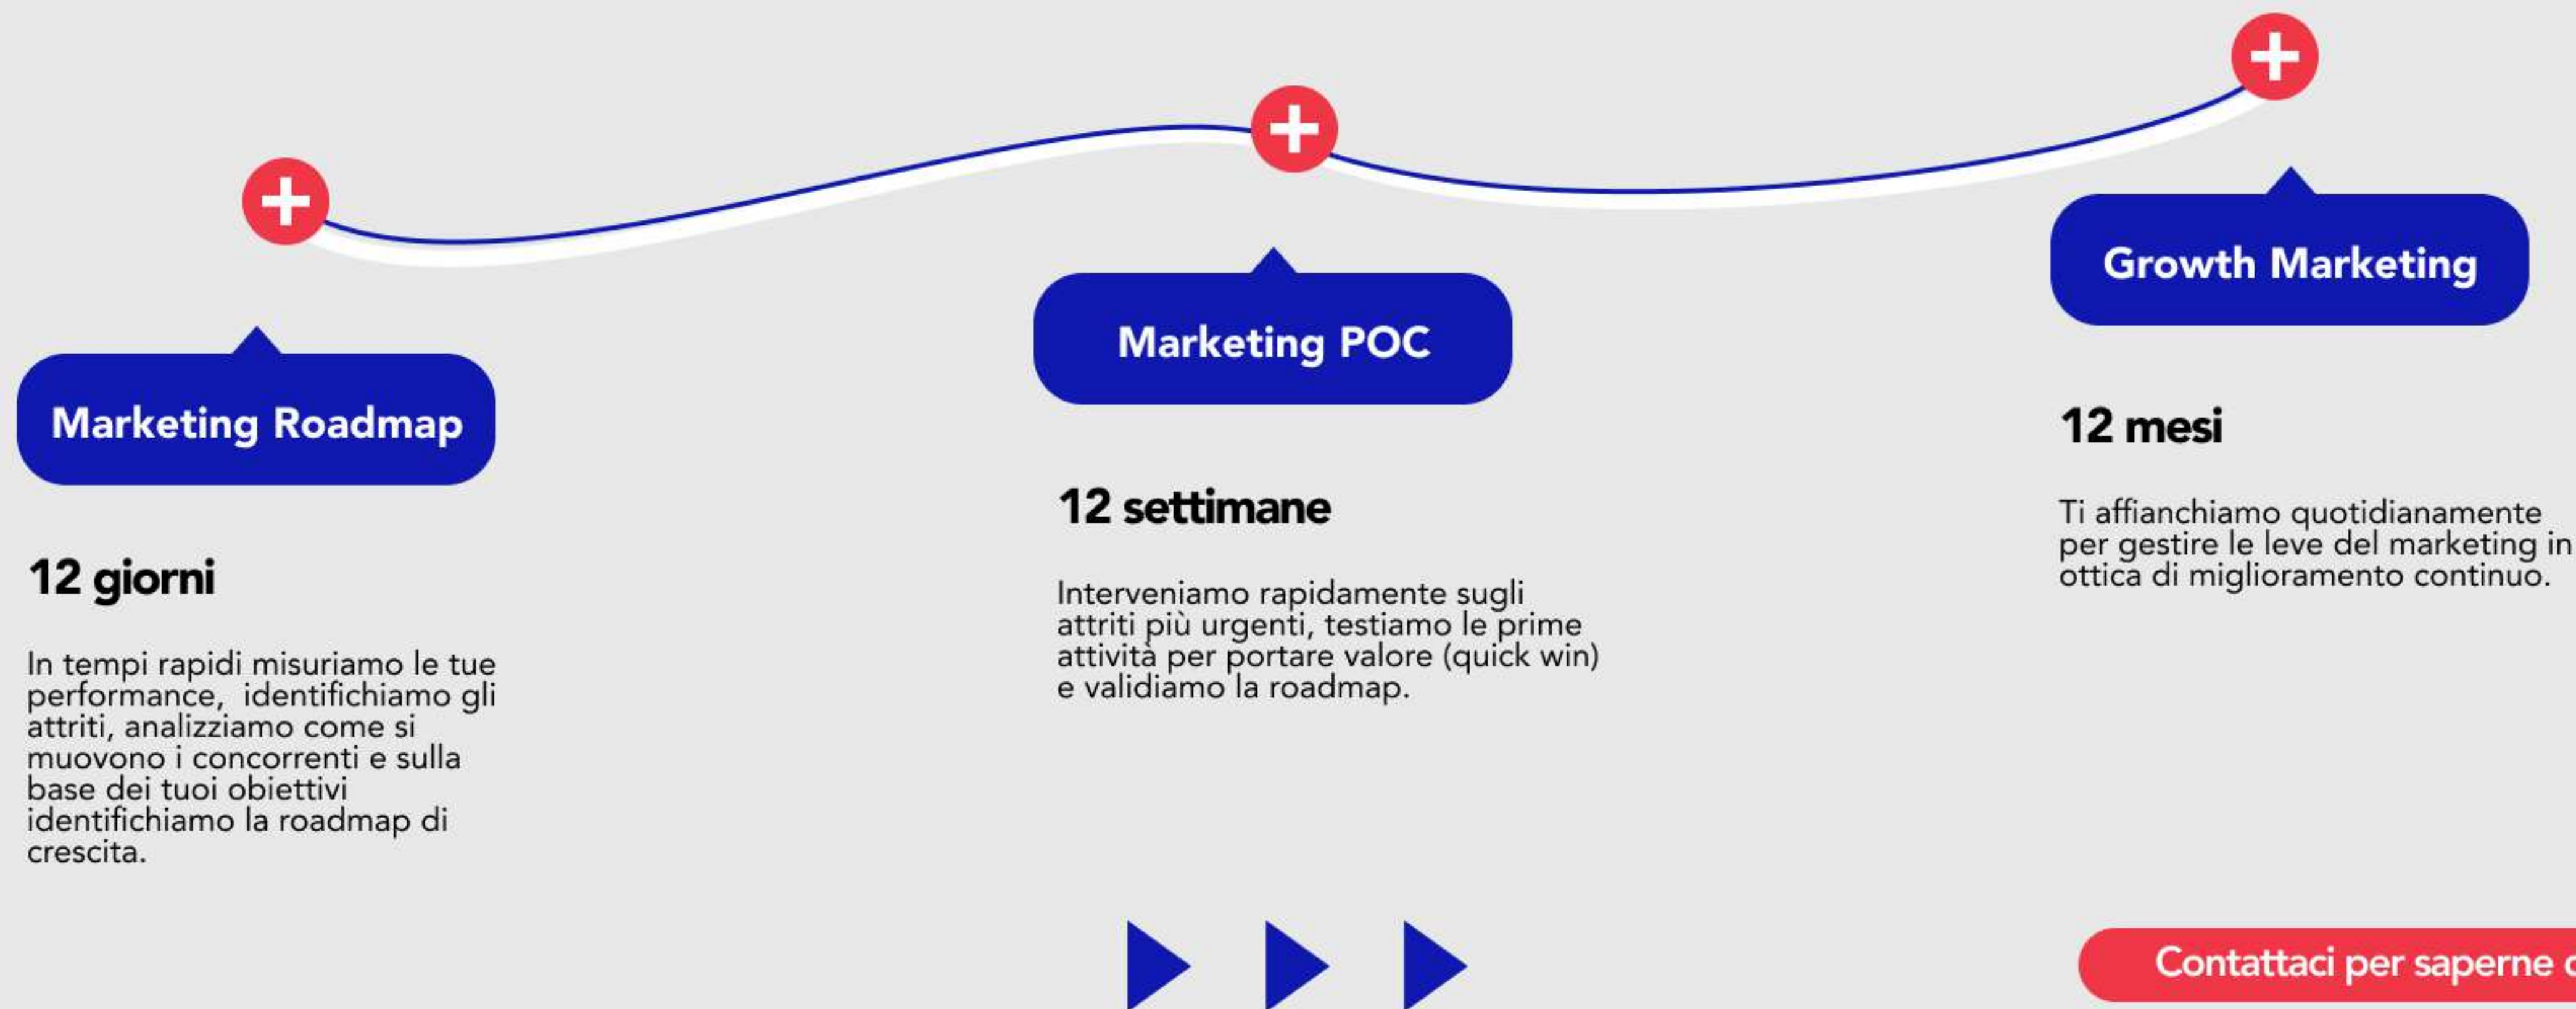 Marketing Roadmap
12 giorni
In tempi rapidi misuriamo le tue
performance, identifichiamo gli
attriti, analizziamo come si
muovono i concorrenti e sulla
base dei tuoi obiettivi
identifichiamo la roadmap di
crescita.
Marketing POC
12 settimane
Interveniamo rapidamente sugli
attriti più urgenti, testiamo le prime
attività per portare valore (quick win)
e validiamo la roadmap.
Growth Marketing
12 mesi
Ti affianchiamo quotidianamente
per gestire le leve del marketing in
ottica di miglioramento continuo.
Contattaci per saperne